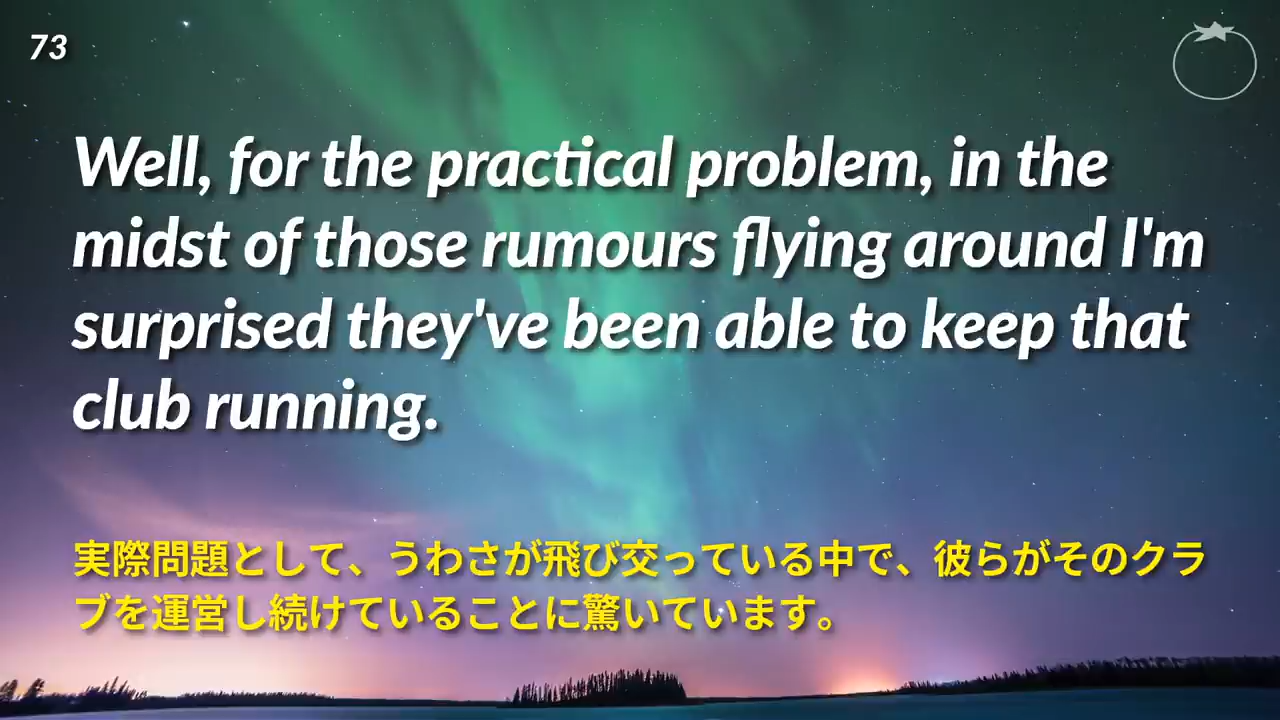 73
Well, for the practical problem, in the
midst of those rumours flying around I'm
surprised they've been able to keep that
club running.
実際問題として、うわさが飛び交っている中で、彼らがそのクラ
ブを運営し続けていることに驚いています。